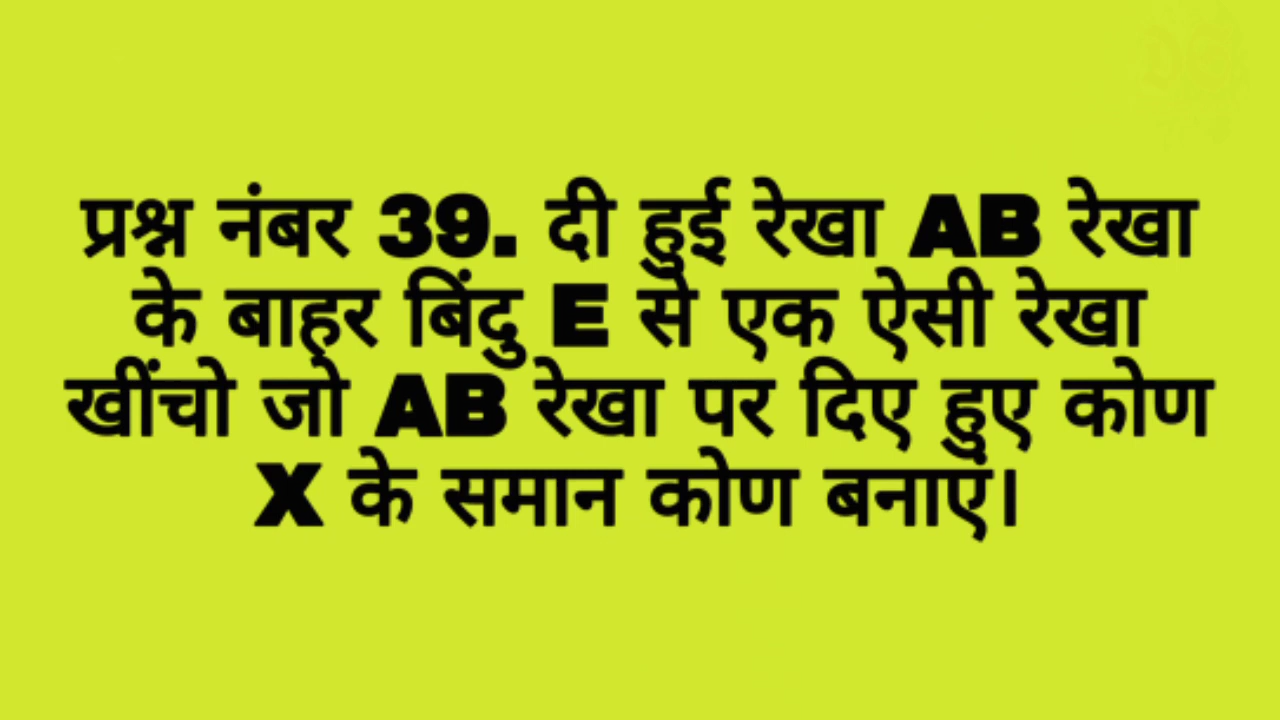 प्रश्न नंबर 39. दी हुई रेखा AB रेखा
के बाहर बिंदु E से एक ऐसी रेखा
खींचो जो AB रेखा पर दिए हुए कोण
X के समान कोण बनाएं।